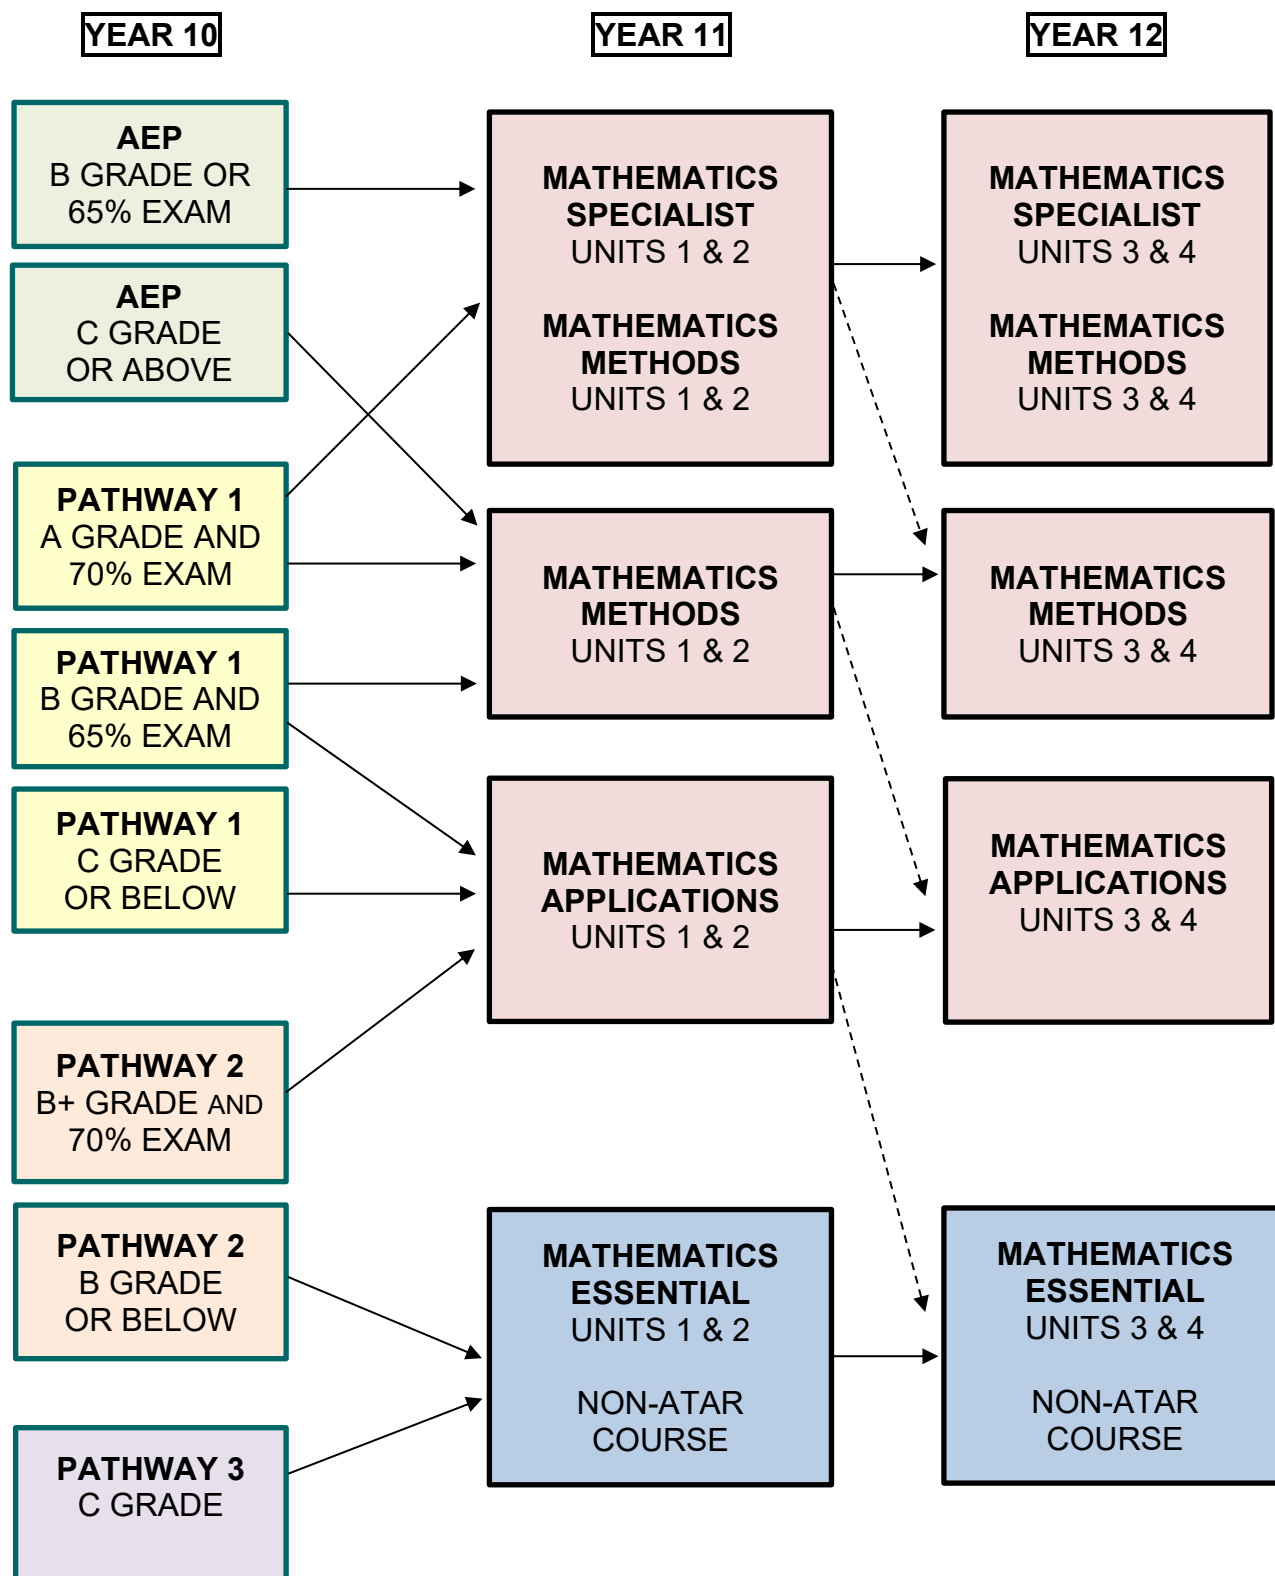 YEAR 10
YEAR 11
YEAR 12
AEP
B GRADE OR
65% EXAM
AEP
C GRADE
OR ABOVE
PATHWAY 1
A GRADE AND
70% EXAM
PATHWAY 1
B GRADE AND
65% EXAM
PATHWAY 1
C GRADE
OR BELOW
PATHWAY 2
B+ GRADE AND
70% EXAM
PATHWAY 2
B GRADE
OR BELOW
PATHWAY 3
C GRADE
MATHEMATICS
SPECIALIST
UNITS 1 & 2
MATHEMATICS
METHODS
UNITS 1 & 2
MATHEMATICS
METHODS
UNITS 1 & 2
MATHEMATICS
APPLICATIONS
UNITS 1 & 2
MATHEMATICS
ESSENTIAL
UNITS 1 & 2
NON-ATAR
COURSE
MATHEMATICS
SPECIALIST
UNITS 3 & 4
MATHEMATICS
METHODS
UNITS 3 & 4
MATHEMATICS
METHODS
UNITS 3 & 4
MATHEMATICS
APPLICATIONS
UNITS 3 & 4
MATHEMATICS
ESSENTIAL
UNITS 3 & 4
NON-ATAR
COURSE